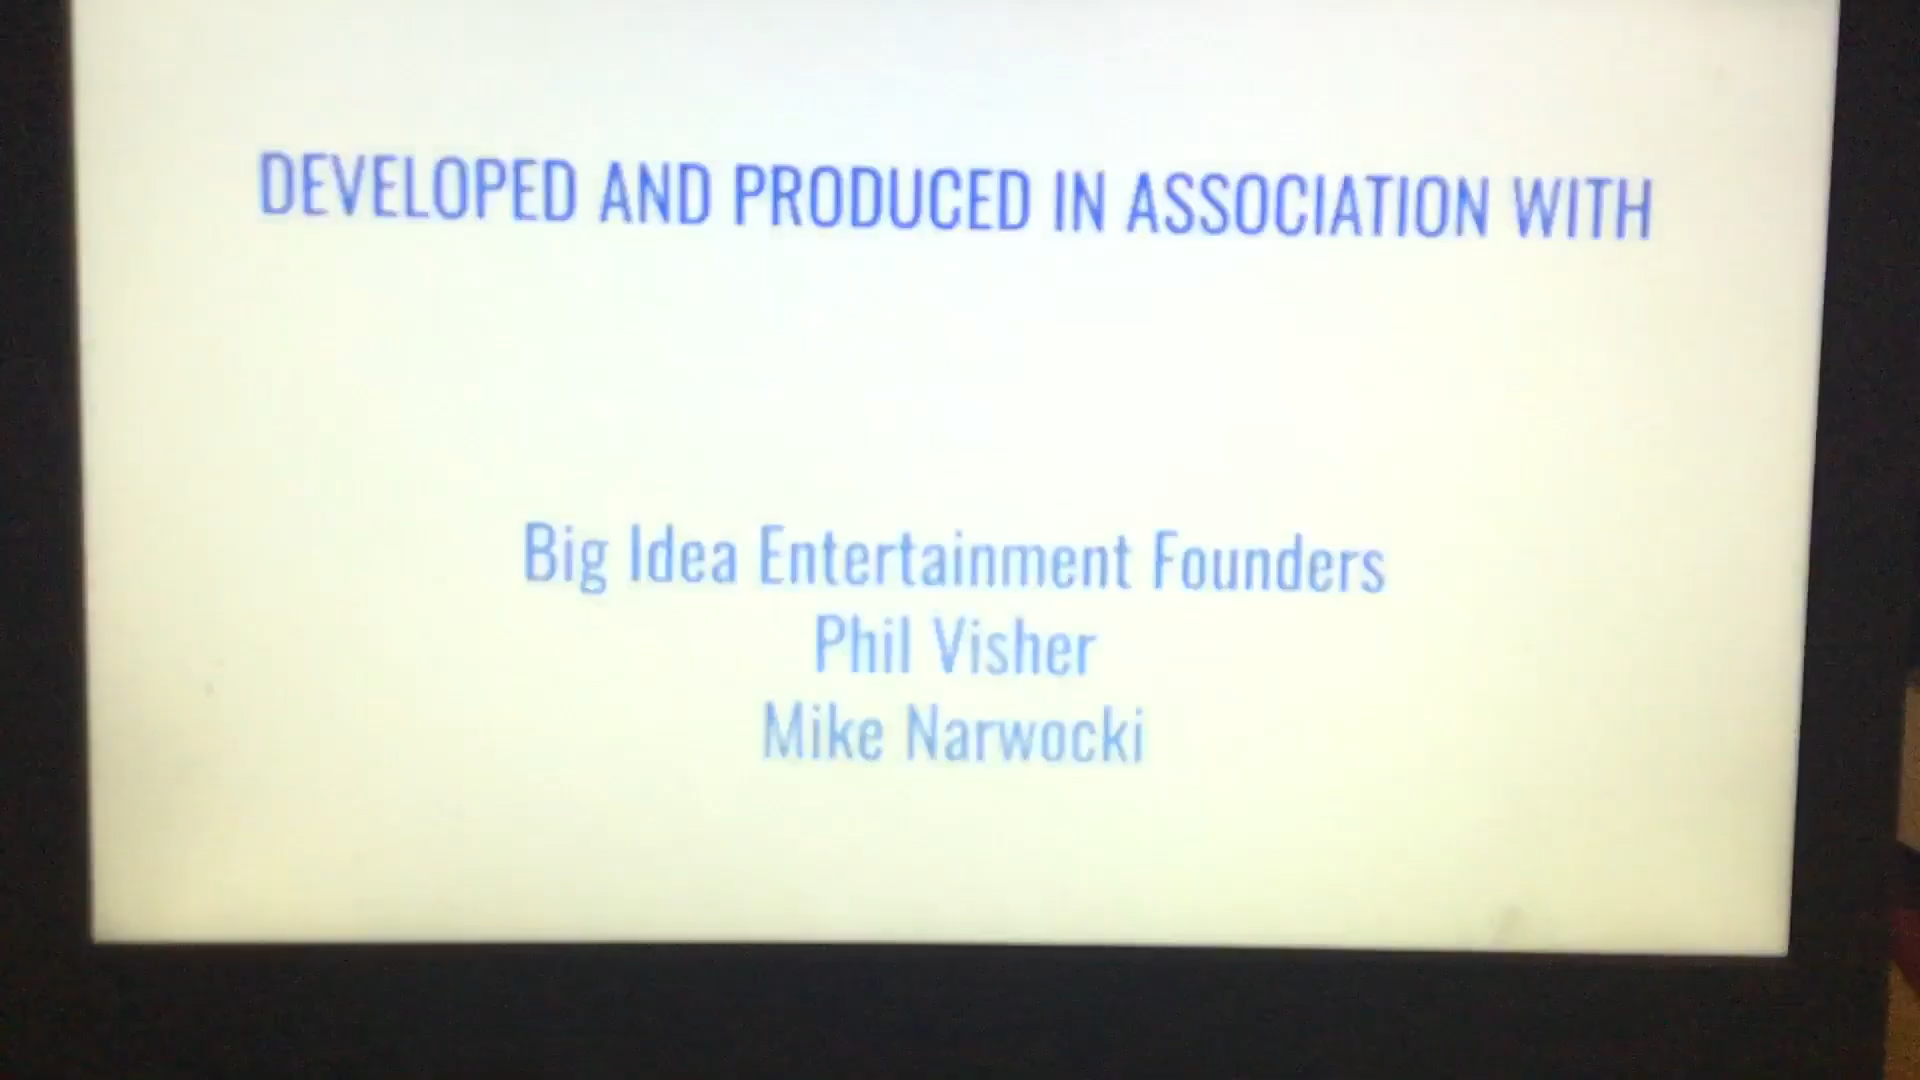 DEVELOPED AND PRODUCED IN ASSOCIATION WITH
Big Idea Entertainment Founders
Phil Visher
Mike Narwocki